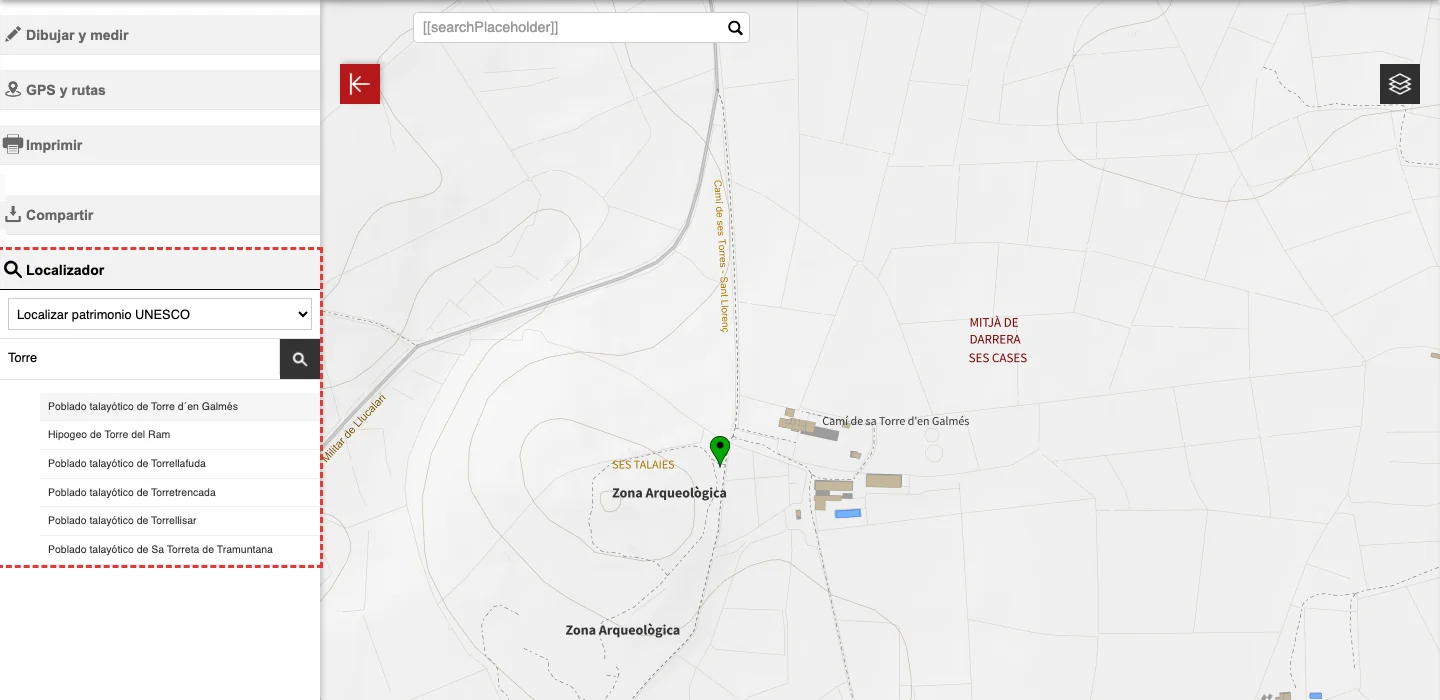 Dibujar y medir
GPS y rutas
Imprimir
Compartir
Localizador
Localizar patrimonio UNESCO
Torre
Poblado talayótico de Torre d´en Galmés
Hipogeo de Torre del Ram
Poblado talayótico de Torrellafuda
Poblado talayótico de Torretrencada
Poblado talayótico de Torrellisar
Poblado talayótico de Sa Torreta de Tramuntana
[[searchPlaceholder]]
Camí de ses Torres - Sant Llorenç
MITJÀ DE
DARRERA
SES CASES
Militar de Llucalari
Camí de sa Torre d'en Galmés
SES TALAIES
Zona Arqueològica
Zona Arqueològica